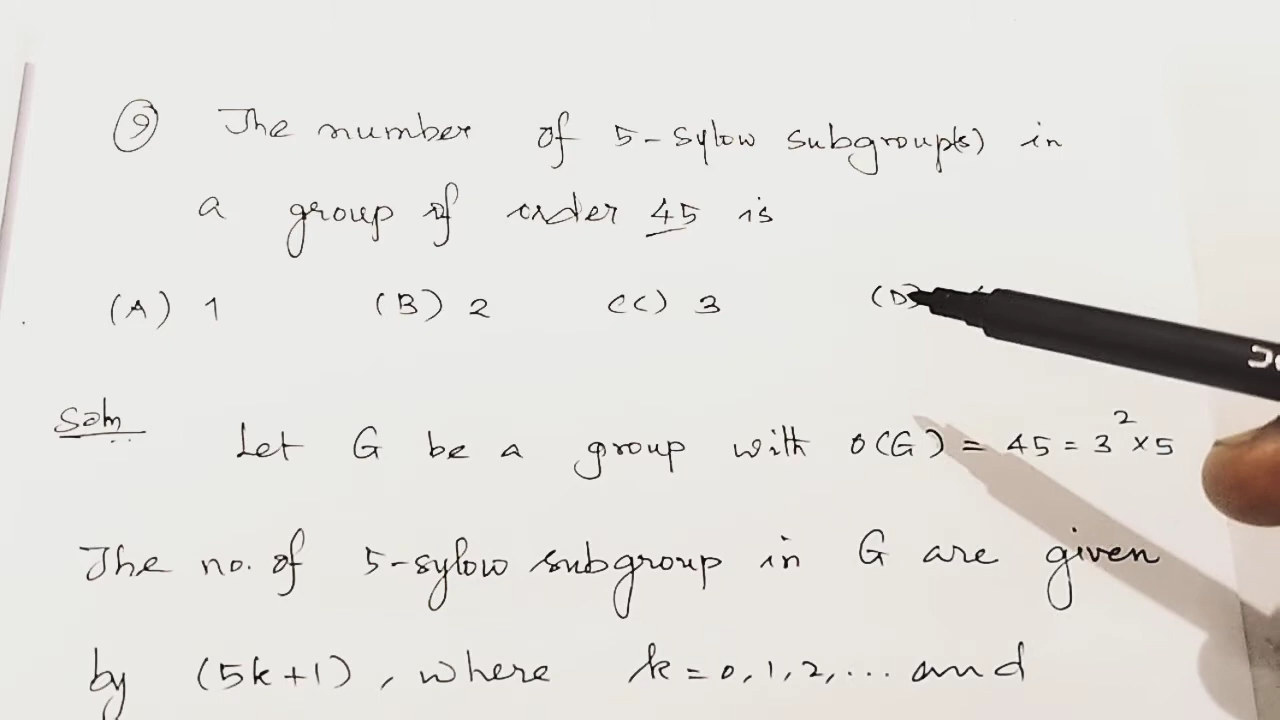 9 The number of 5-sylow subgroup(s) in
a group of order 45 is
(A) 1 (B) 2 (C) 3 (D)
Soln Let G be a group with o(G) = 45 = 3² × 5
The no. of 5-sylow subgroup in G are given
by (5k+1), where k = 0, 1, 2, ... and